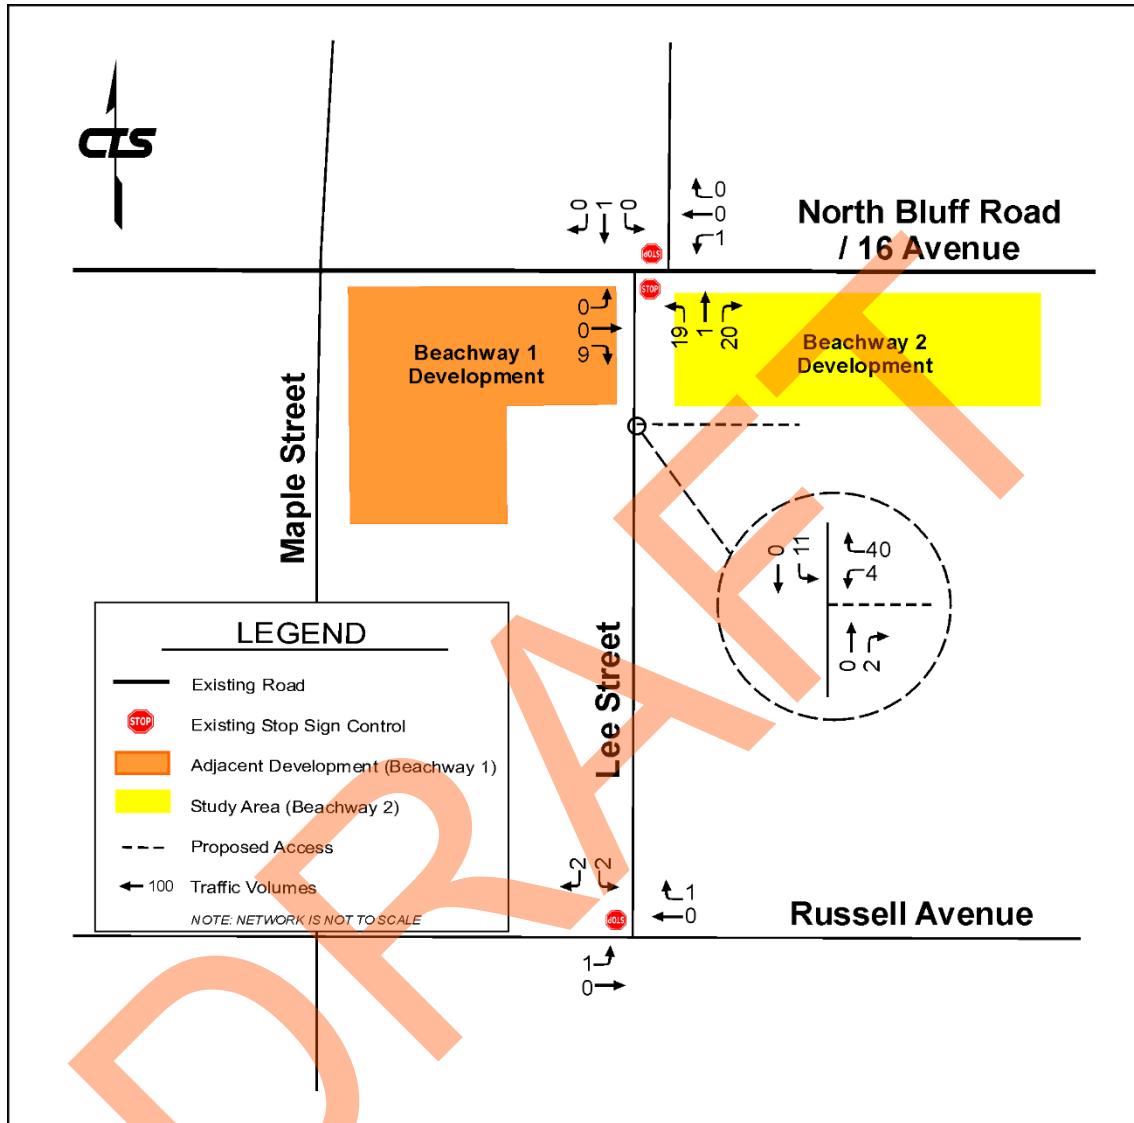 CTS
0 1 0
0
0
1
North Bluff Road
/ 16 Avenue
STOP
STOP
0
0
9
19 1 20
Beachway 1
Development
Beachway 2
Development
Maple Street
0 11
40
4
0 2
Lee Street
LEGEND
Existing Road
STOP Existing Stop Sign Control
Adjacent Development (Beachway 1)
Study Area (Beachway 2)
Proposed Access
100 Traffic Volumes
NOTE: NETWORK IS NOT TO SCALE
2 2
1
0
STOP
Russell Avenue
1
0
DRAFT